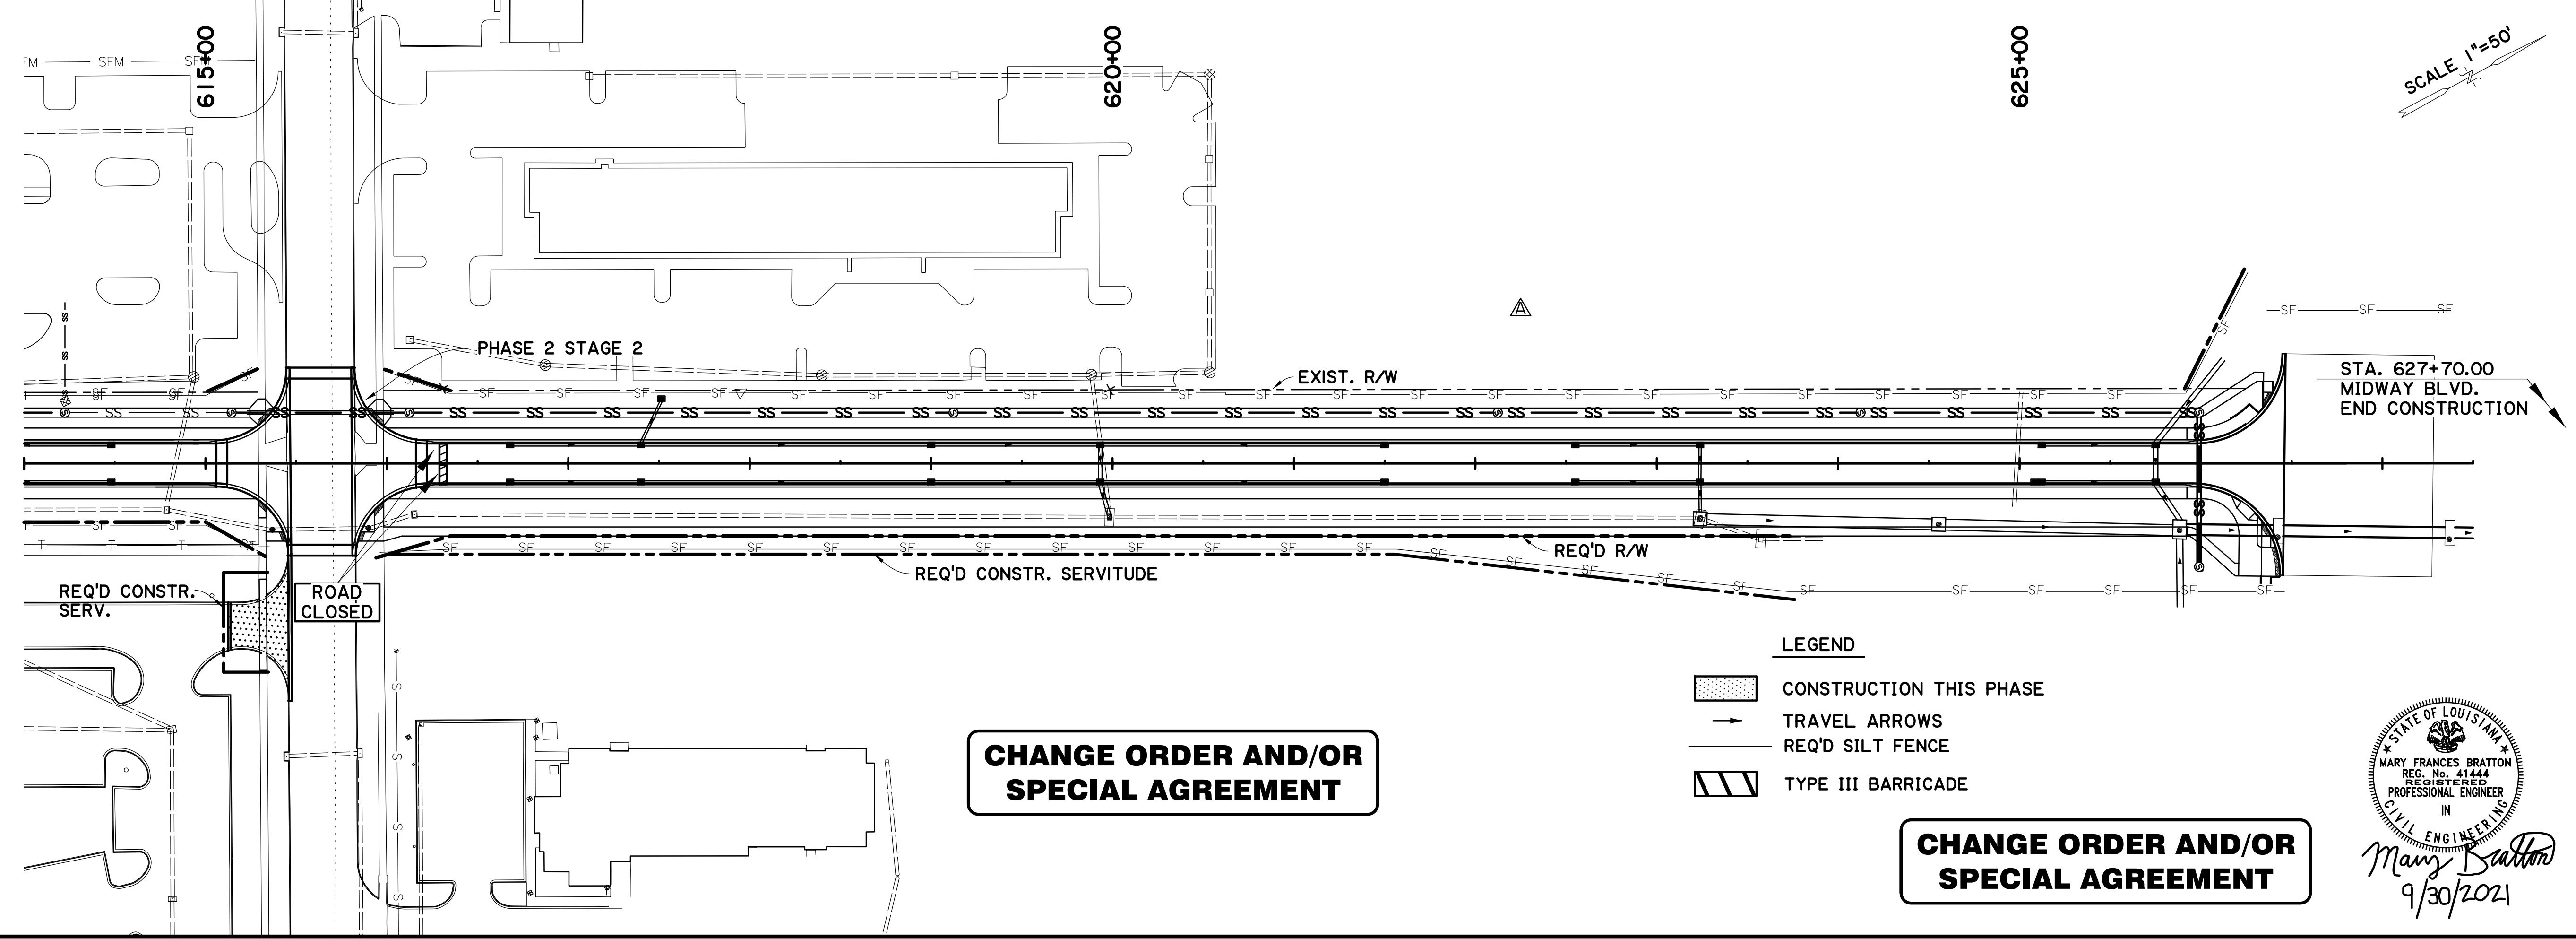 615+00
620+00
625+00
SCALE 1"=50'
FM
SFM
SFM
PHASE 2 STAGE 2
EXIST. R/W
STA. 627+70.00
MIDWAY BLVD.
END CONSTRUCTION
REQ'D R/W
REQ'D CONSTR. SERVITUDE
REQ'D CONSTR.
SERV.
ROAD
CLOSED
LEGEND
CONSTRUCTION THIS PHASE
TRAVEL ARROWS
REQ'D SILT FENCE
TYPE III BARRICADE
CHANGE ORDER AND/OR
SPECIAL AGREEMENT
CHANGE ORDER AND/OR
SPECIAL AGREEMENT
STATE OF LOUISIANA
MARY FRANCES BRATTON
REG. No. 41444
REGISTERED
PROFESSIONAL ENGINEER
IN
CIVIL ENGINEERING
Mary Bratton
9/30/2021